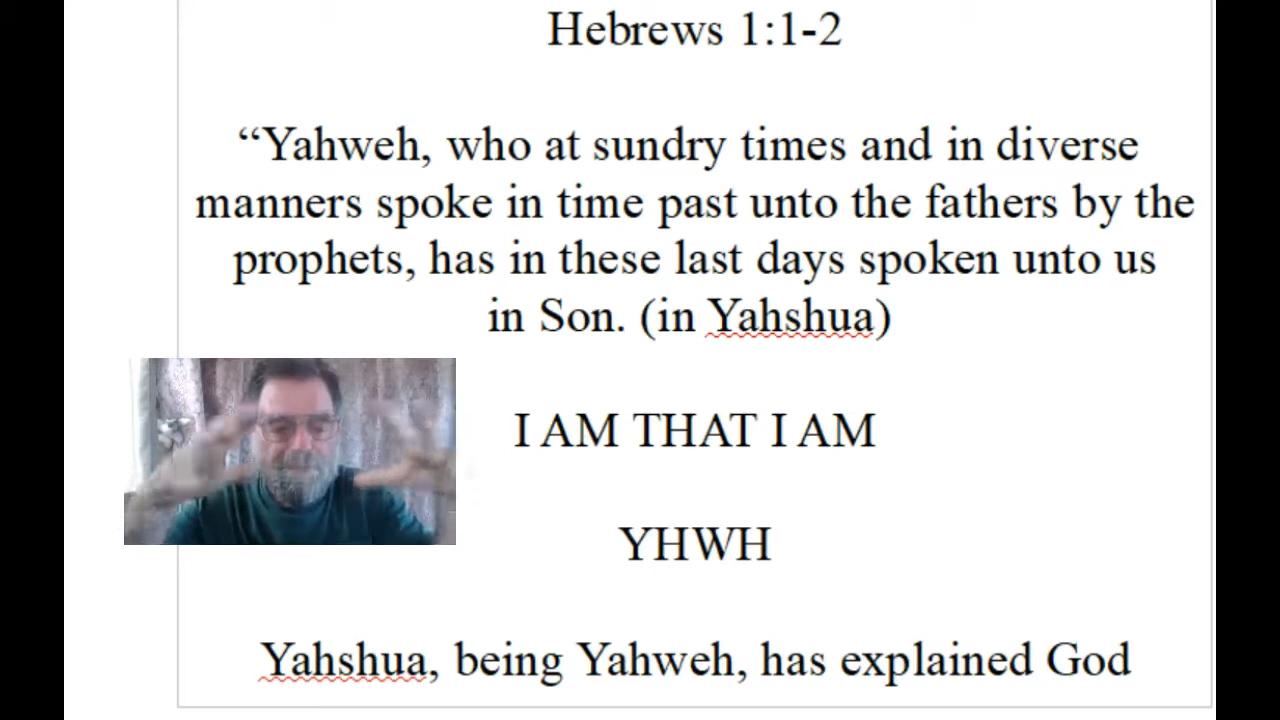 Hebrews 1:1-2
“Yahweh, who at sundry times and in diverse
manners spoke in time past unto the fathers by the
prophets, has in these last days spoken unto us
in Son. (in Yahshua)
I AM THAT I AM
YHWH
Yahshua, being Yahweh, has explained God